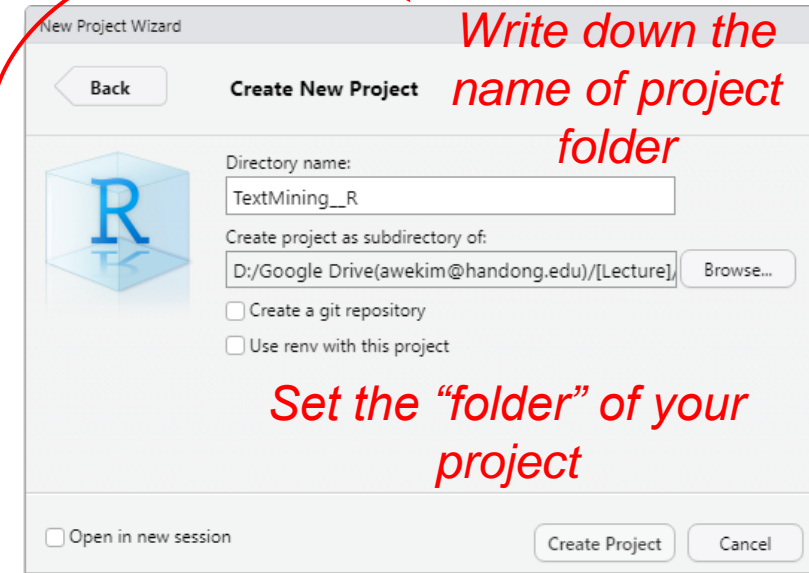 New Project Wizard
Write down the
name of project
folder
Back
Create New Project
R
Directory name:
TextMining__R
Create project as subdirectory of:
D:/Google Drive(awekim@handong.edu)/[Lecture]/
Browse...
Create a git repository
Use renv with this project
Set the “folder” of your
project
Open in new session
Create Project
Cancel